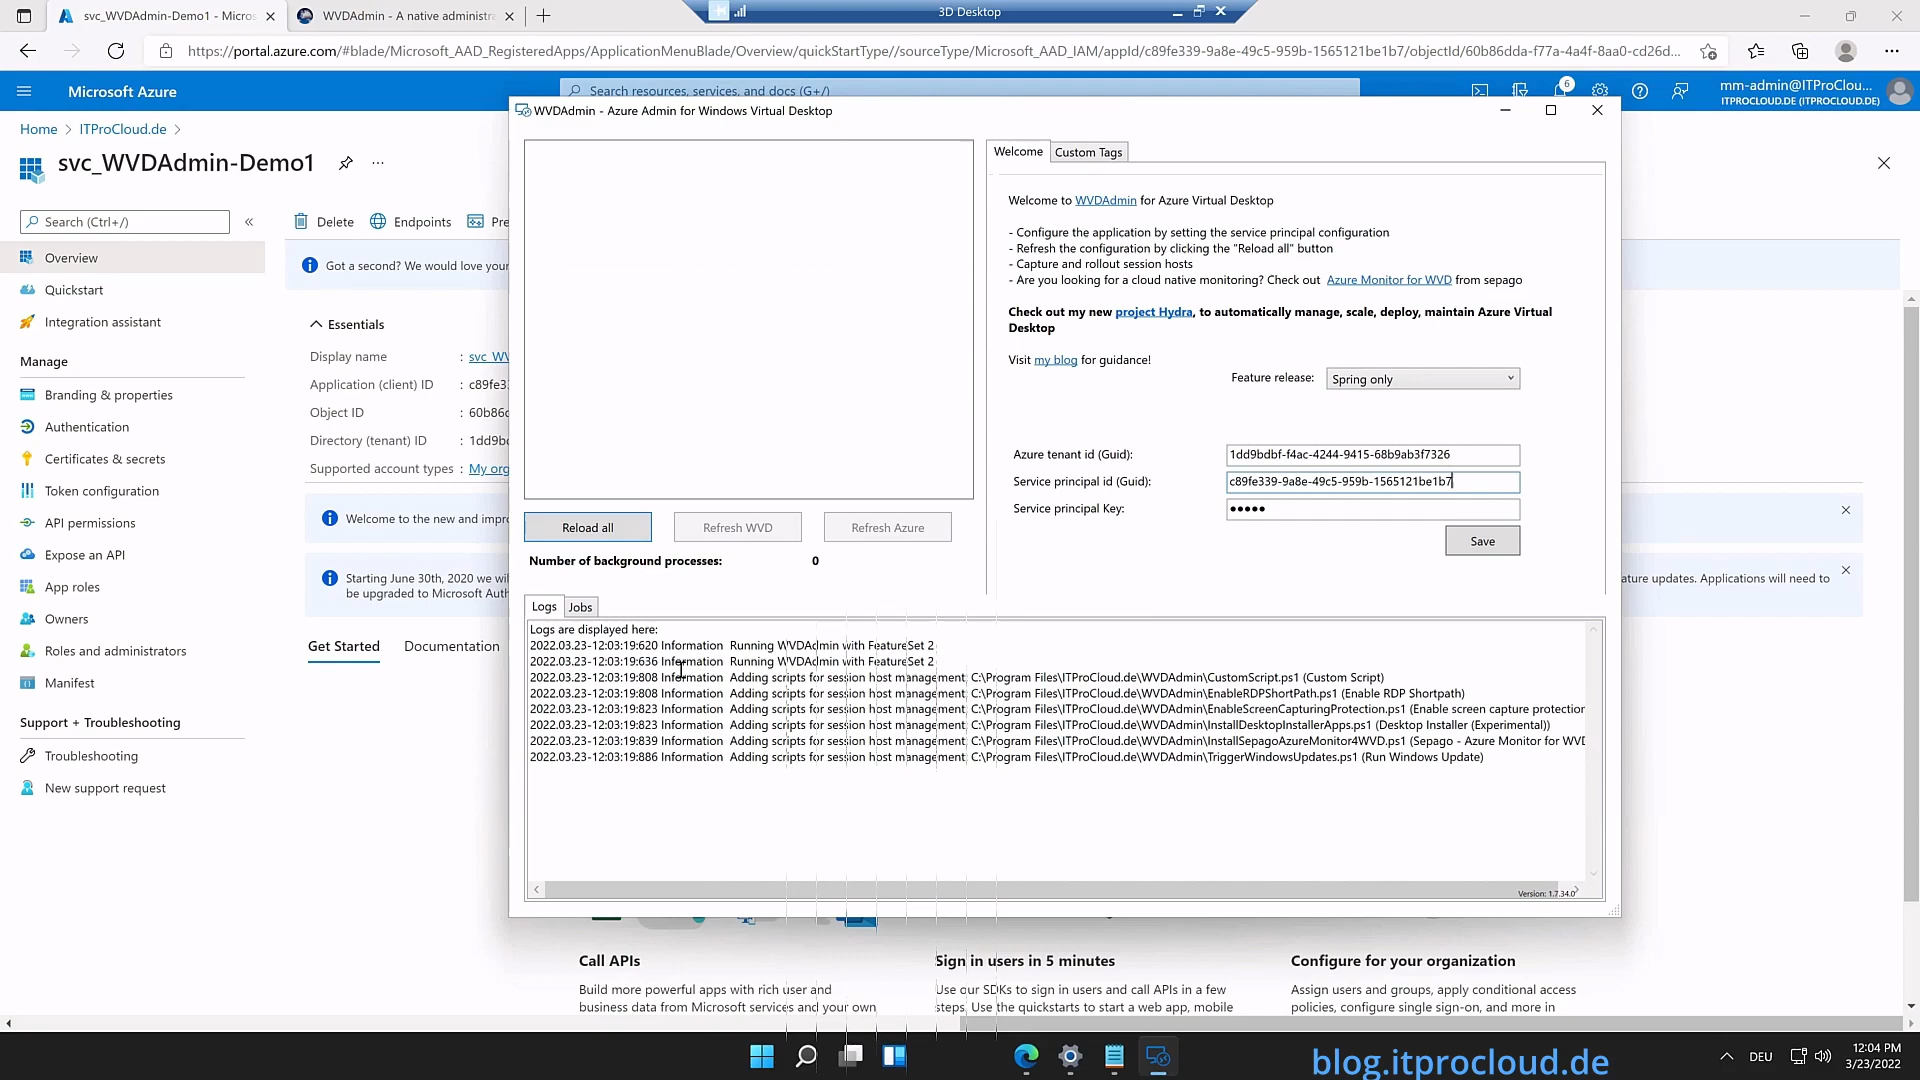 svc_WVDAdmin-Demo1 - Micros
WVDAdmin - A native administra
3D Desktop
https://portal.azure.com/#blade/Microsoft_AAD_RegisteredApps/ApplicationMenuBlade/Overview/quickStartType//sourceType/Microsoft_AAD_IAM/appId/c89fe339-9a8e-49c5-959b-1565121be1b7/objectId/60b86dda-f77a-4a4f-8aa0-cd26d...
Microsoft Azure
Search resources, services, and docs (G+/)
6
mm-admin@ITProClou...
ITPROCLOUD.DE (ITPROCLOUD.DE)
Home > ITProCloud.de >
svc_WVDAdmin-Demo1
Search (Ctrl+/)
«
Delete
Endpoints
Pre
Overview
Quickstart
Integration assistant
Manage
Branding & properties
Authentication
Certificates & secrets
Token configuration
API permissions
Expose an API
App roles
Owners
Roles and administrators
Manifest
Support + Troubleshooting
Troubleshooting
New support request
Got a second? We would love your
Essentials
Display name : svc_WV
Application (client) ID : c89fe3
Object ID : 60b86d
Directory (tenant) ID : 1dd9b
Supported account types : My org
Welcome to the new and impro
Starting June 30th, 2020 we wi
be upgraded to Microsoft Auth
ature updates. Applications will need to
Get Started
Documentation
WVDAdmin - Azure Admin for Windows Virtual Desktop
Reload all
Refresh WVD
Refresh Azure
Number of background processes: 0
Welcome
Custom Tags
Welcome to WVDAdmin for Azure Virtual Desktop
- Configure the application by setting the service principal configuration
- Refresh the configuration by clicking the "Reload all" button
- Capture and rollout session hosts
- Are you looking for a cloud native monitoring? Check out Azure Monitor for WVD from sepago
Check out my new project Hydra, to automatically manage, scale, deploy, maintain Azure Virtual
Desktop
Visit my blog for guidance!
Feature release: Spring only
Azure tenant id (Guid): 1dd9bdbf-f4ac-4244-9415-68b9ab3f7326
Service principal id (Guid): c89fe339-9a8e-49c5-959b-1565121be1b7
Service principal Key: ●●●●●
Save
Logs
Jobs
Logs are displayed here:
2022.03.23-12:03:19:620 Information Running WVDAdmin with FeatureSet 2
2022.03.23-12:03:19:636 Information Running WVDAdmin with FeatureSet 2
2022.03.23-12:03:19:808 Information Adding scripts for session host management: C:\Program Files\ITProCloud.de\WVDAdmin\CustomScript.ps1 (Custom Script)
2022.03.23-12:03:19:808 Information Adding scripts for session host management: C:\Program Files\ITProCloud.de\WVDAdmin\EnableRDPShortPath.ps1 (Enable RDP Shortpath)
2022.03.23-12:03:19:823 Information Adding scripts for session host management: C:\Program Files\ITProCloud.de\WVDAdmin\EnableScreenCapturingProtection.ps1 (Enable screen capture protection
2022.03.23-12:03:19:823 Information Adding scripts for session host management: C:\Program Files\ITProCloud.de\WVDAdmin\InstallDesktopInstallerApps.ps1 (Desktop Installer (Experimental))
2022.03.23-12:03:19:839 Information Adding scripts for session host management: C:\Program Files\ITProCloud.de\WVDAdmin\InstallSepagoAzureMonitor4WVD.ps1 (Sepago - Azure Monitor for WVD
2022.03.23-12:03:19:886 Information Adding scripts for session host management: C:\Program Files\ITProCloud.de\WVDAdmin\TriggerWindowsUpdates.ps1 (Run Windows Update)
Version: 1.7.34.0
Call APIs
Build more powerful apps with rich user and
business data from Microsoft services and your own
Sign in users in 5 minutes
Use our SDKs to sign in users and call APIs in a few
steps. Use the quickstarts to start a web app, mobile
Configure for your organization
Assign users and groups, apply conditional access
policies, configure single sign-on, and more in
blog.itprocloud.de
DEU
12:04 PM
3/23/2022